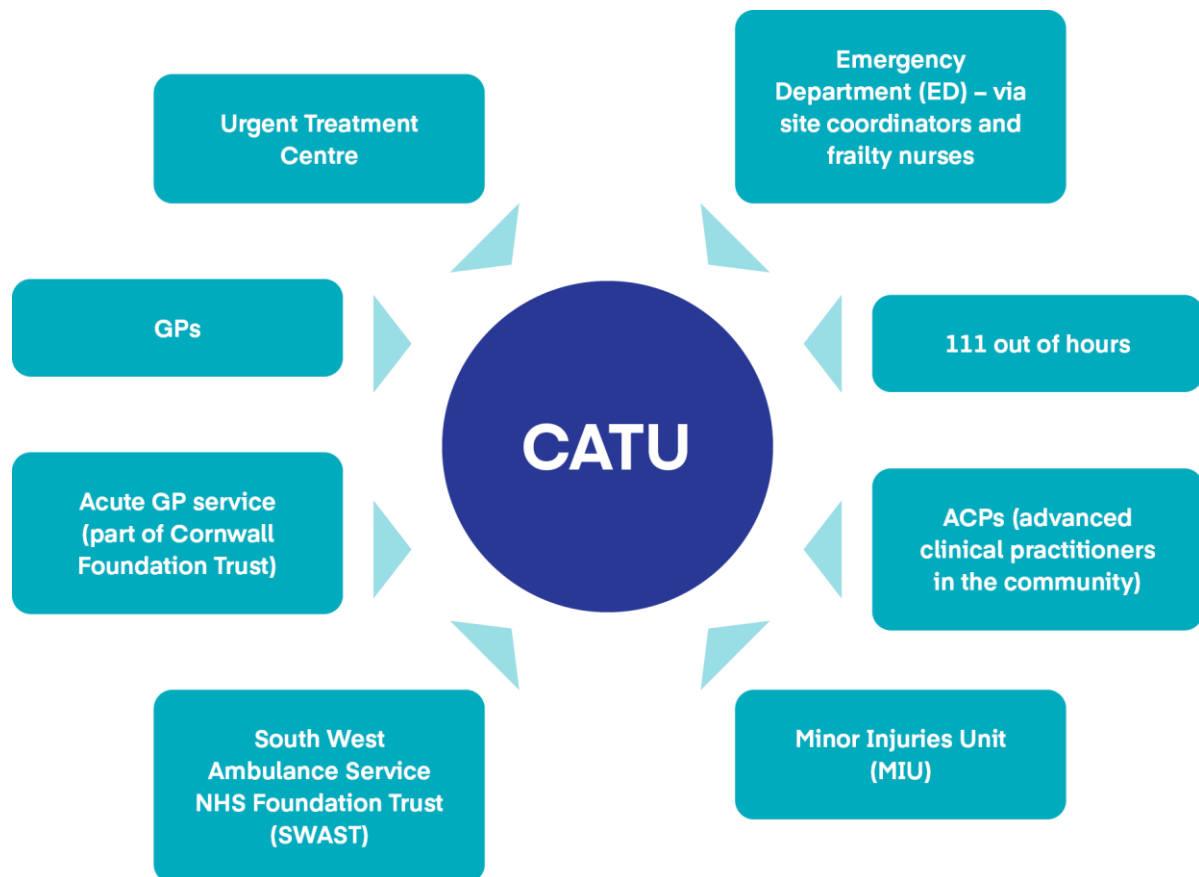 Urgent Treatment
Centre
Emergency
Department (ED) – via
site coordinators and
frailty nurses
GPs
111 out of hours
CATU
Acute GP service
(part of Cornwall
Foundation Trust)
ACPs (advanced
clinical practitioners
in the community)
South West
Ambulance Service
NHS Foundation Trust
(SWAST)
Minor Injuries Unit
(MIU)